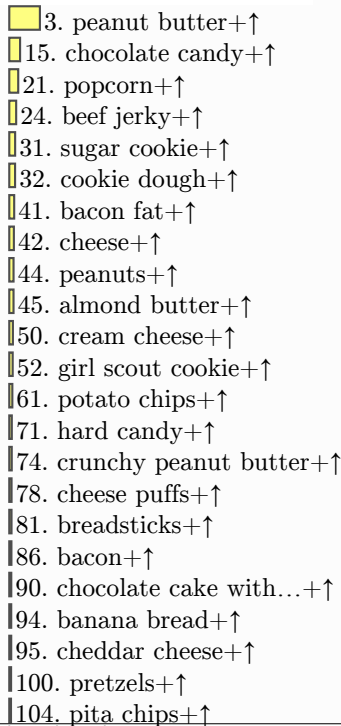 3. peanut butter+↑
15. chocolate candy+↑
21. popcorn+↑
24. beef jerky+↑
31. sugar cookie+↑
32. cookie dough+↑
41. bacon fat+↑
42. cheese+↑
44. peanuts+↑
45. almond butter+↑
50. cream cheese+↑
52. girl scout cookie+↑
61. potato chips+↑
71. hard candy+↑
74. crunchy peanut butter+↑
78. cheese puffs+↑
81. breadsticks+↑
86. bacon+↑
90. chocolate cake with...+↑
94. banana bread+↑
95. cheddar cheese+↑
100. pretzels+↑
104. pita chips+↑